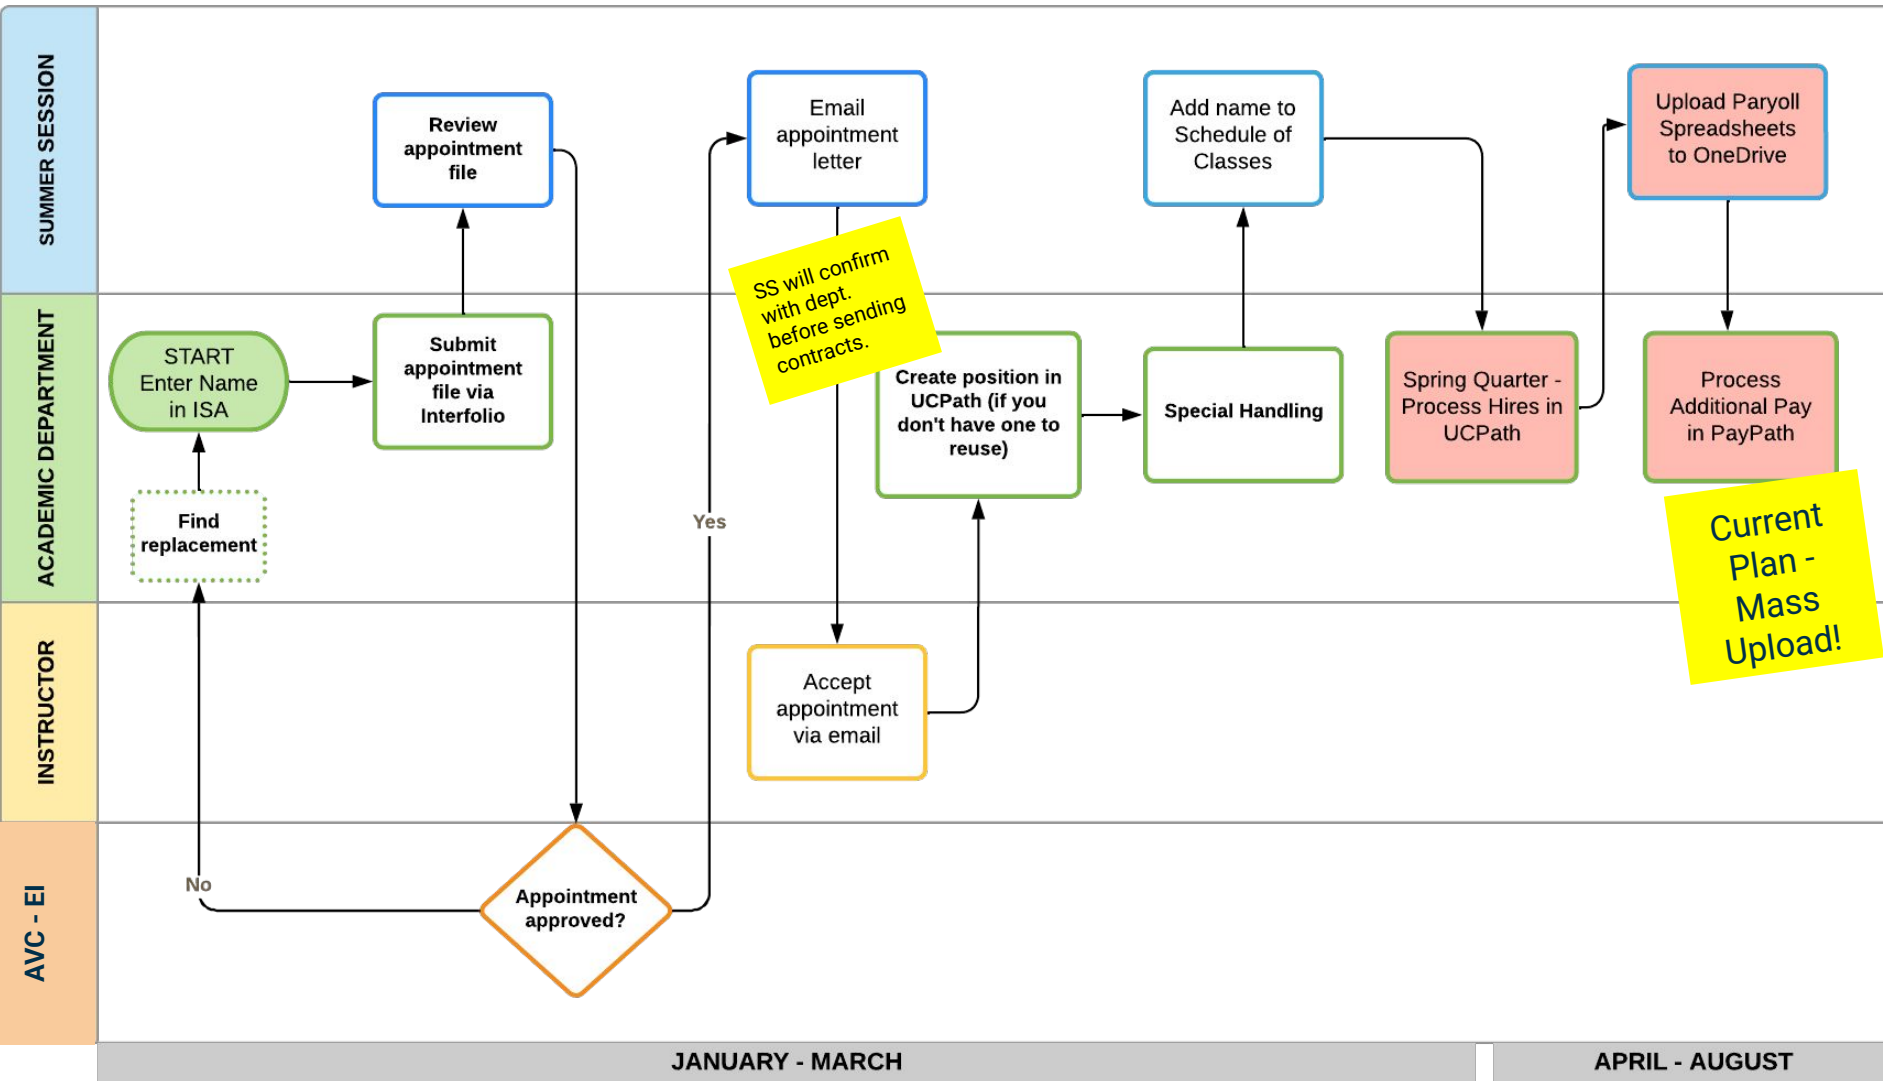 SUMMER SESSION
Review
appointment
file
Email
appointment
letter
Add name to
Schedule of
Classes
Upload Paryoll
Spreadsheets
to OneDrive
SS will confirm
with dept.
before sending
contracts.
ACADEMIC DEPARTMENT
START
Enter Name
in ISA
Submit
appointment
file via
Interfolio
Create position in
UCPath (if you
don't have one to
reuse)
Special Handling
Spring Quarter -
Process Hires in
UCPath
Process
Additional Pay
in PayPath
Find
replacement
Yes
Current
Plan -
Mass
Upload!
INSTRUCTOR
Accept
appointment
via email
AVC - EI
No
Appointment
approved?
JANUARY - MARCH
APRIL - AUGUST